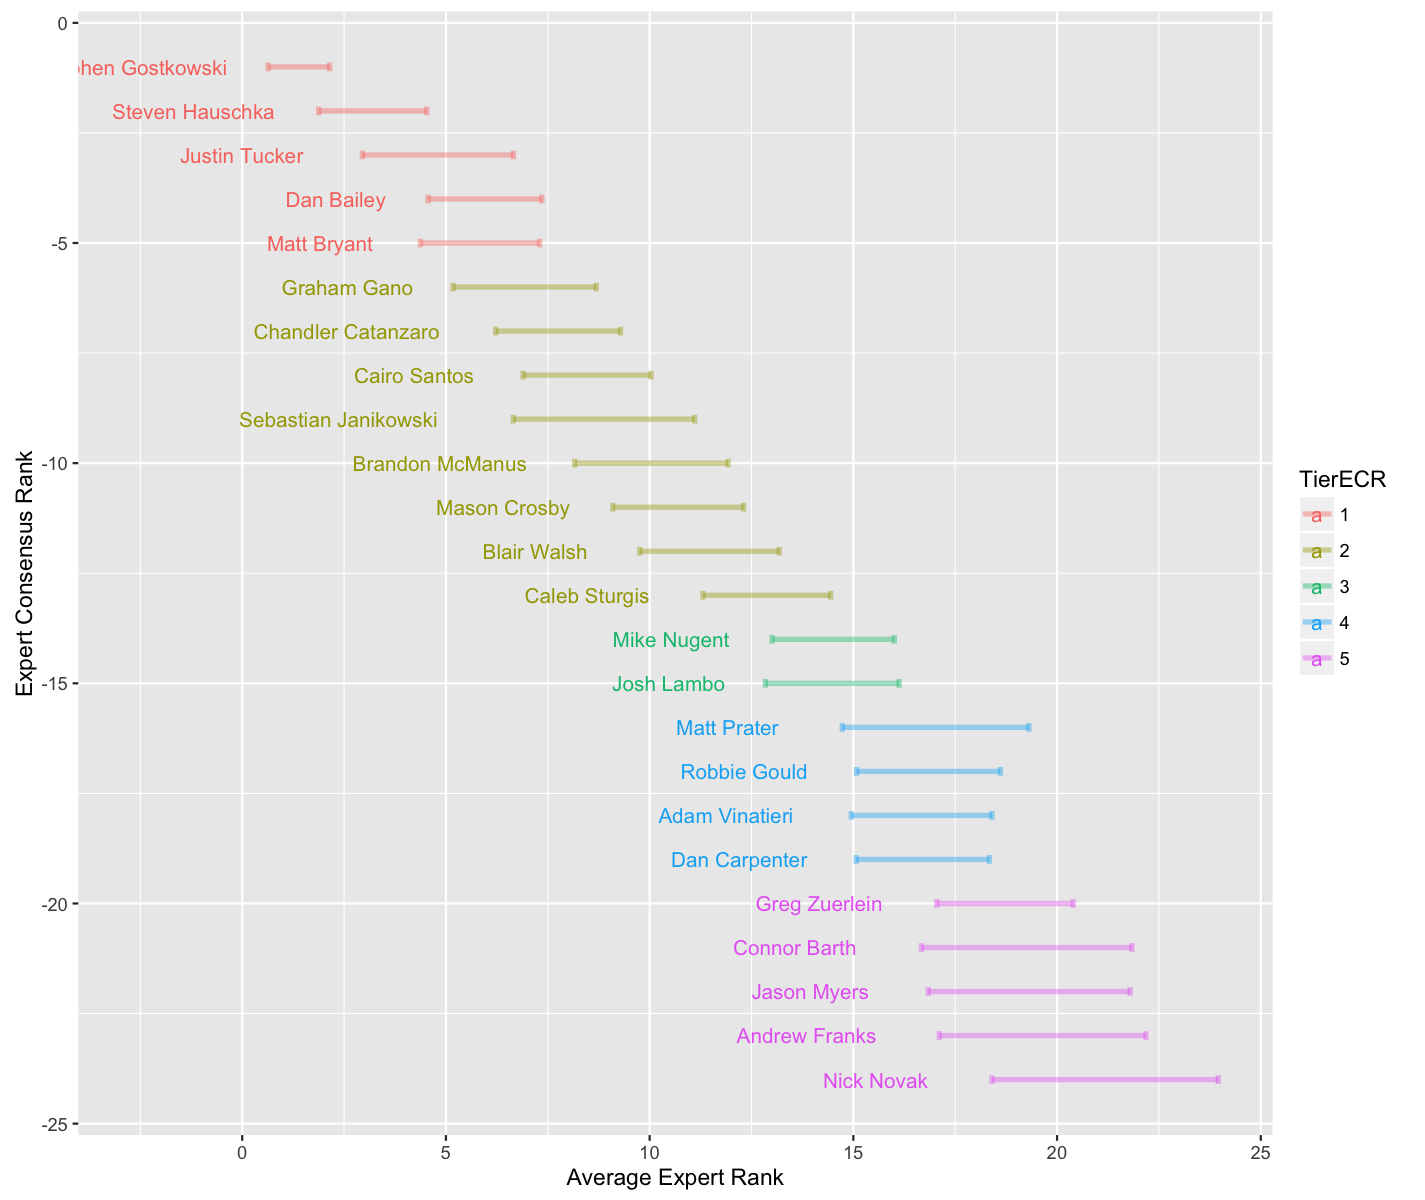 0
phen Gostkowski
Steven Hauschka
Justin Tucker
Dan Bailey
-5
Matt Bryant
Graham Gano
Chandler Catanzaro
Cairo Santos
Sebastian Janikowski
-10
Brandon McManus
Mason Crosby
Blair Walsh
Caleb Sturgis
Mike Nugent
-15
Josh Lambo
Matt Prater
Robbie Gould
Adam Vinatieri
Dan Carpenter
-20
Greg Zuerlein
Connor Barth
Jason Myers
Andrew Franks
Nick Novak
-25
0 5 10 15 20 25
Average Expert Rank
Expert Consensus Rank
TierECR
a 1
a 2
a 3
a 4
a 5